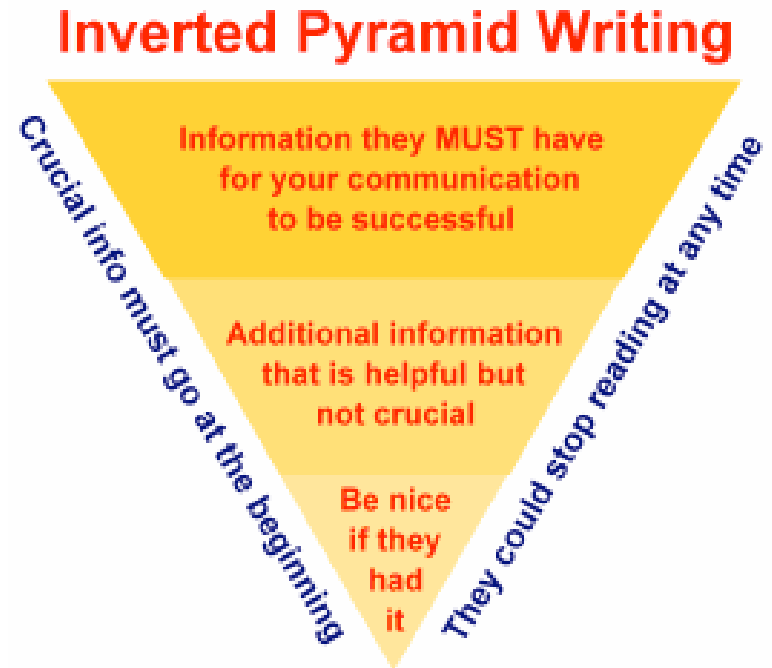 Inverted Pyramid Writing
Information they MUST have
for your communication
to be successful
Additional information
that is helpful but
not crucial
Be nice
if they
had
it
Crucial info must go at the beginning
They could stop reading at any time